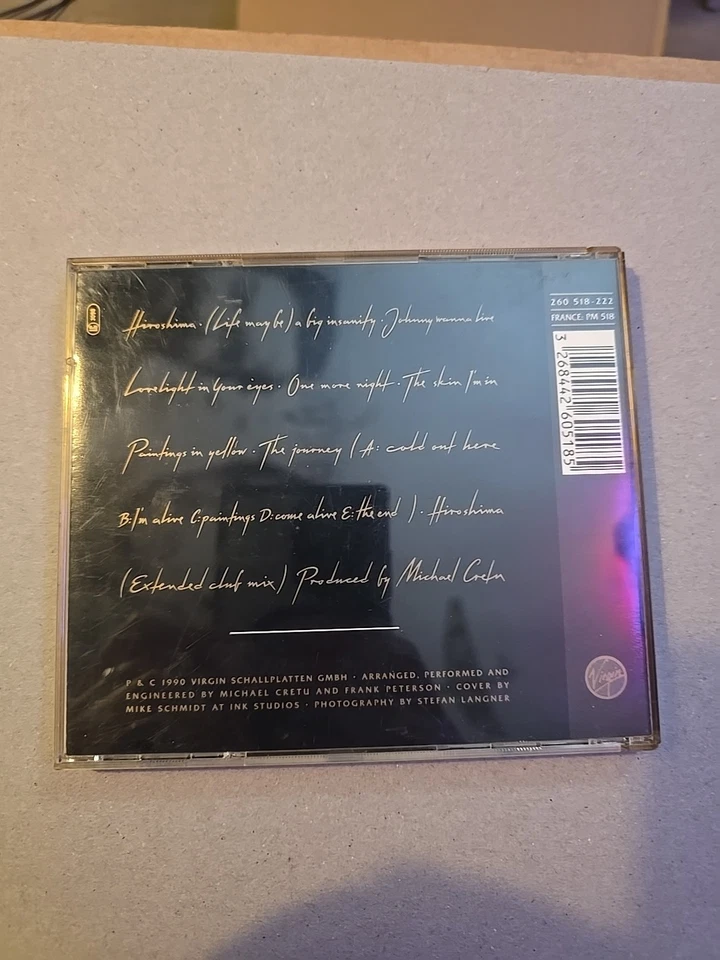 Hiroshima · (Life may be) a big insanity · Johnny wanna live
Lovelight in your eyes · One more night · The skin I'm in
Paintings in yellow · The journey (A: cold out here
B: I'm alive C: paintings D: come alive E: the end ) · Hiroshima
(Extended club mix) Produced by Michael Cretu
P & C 1990 VIRGIN SCHALLPLATTEN GMBH · ARRANGED, PERFORMED AND
ENGINEERED BY MICHAEL CRETU AND FRANK PETERSON · COVER BY
MIKE SCHMIDT AT INK STUDIOS · PHOTOGRAPHY BY STEFAN LANGNER
260 518-222
FRANCE: PM 518
3 268442 605185
Virgin